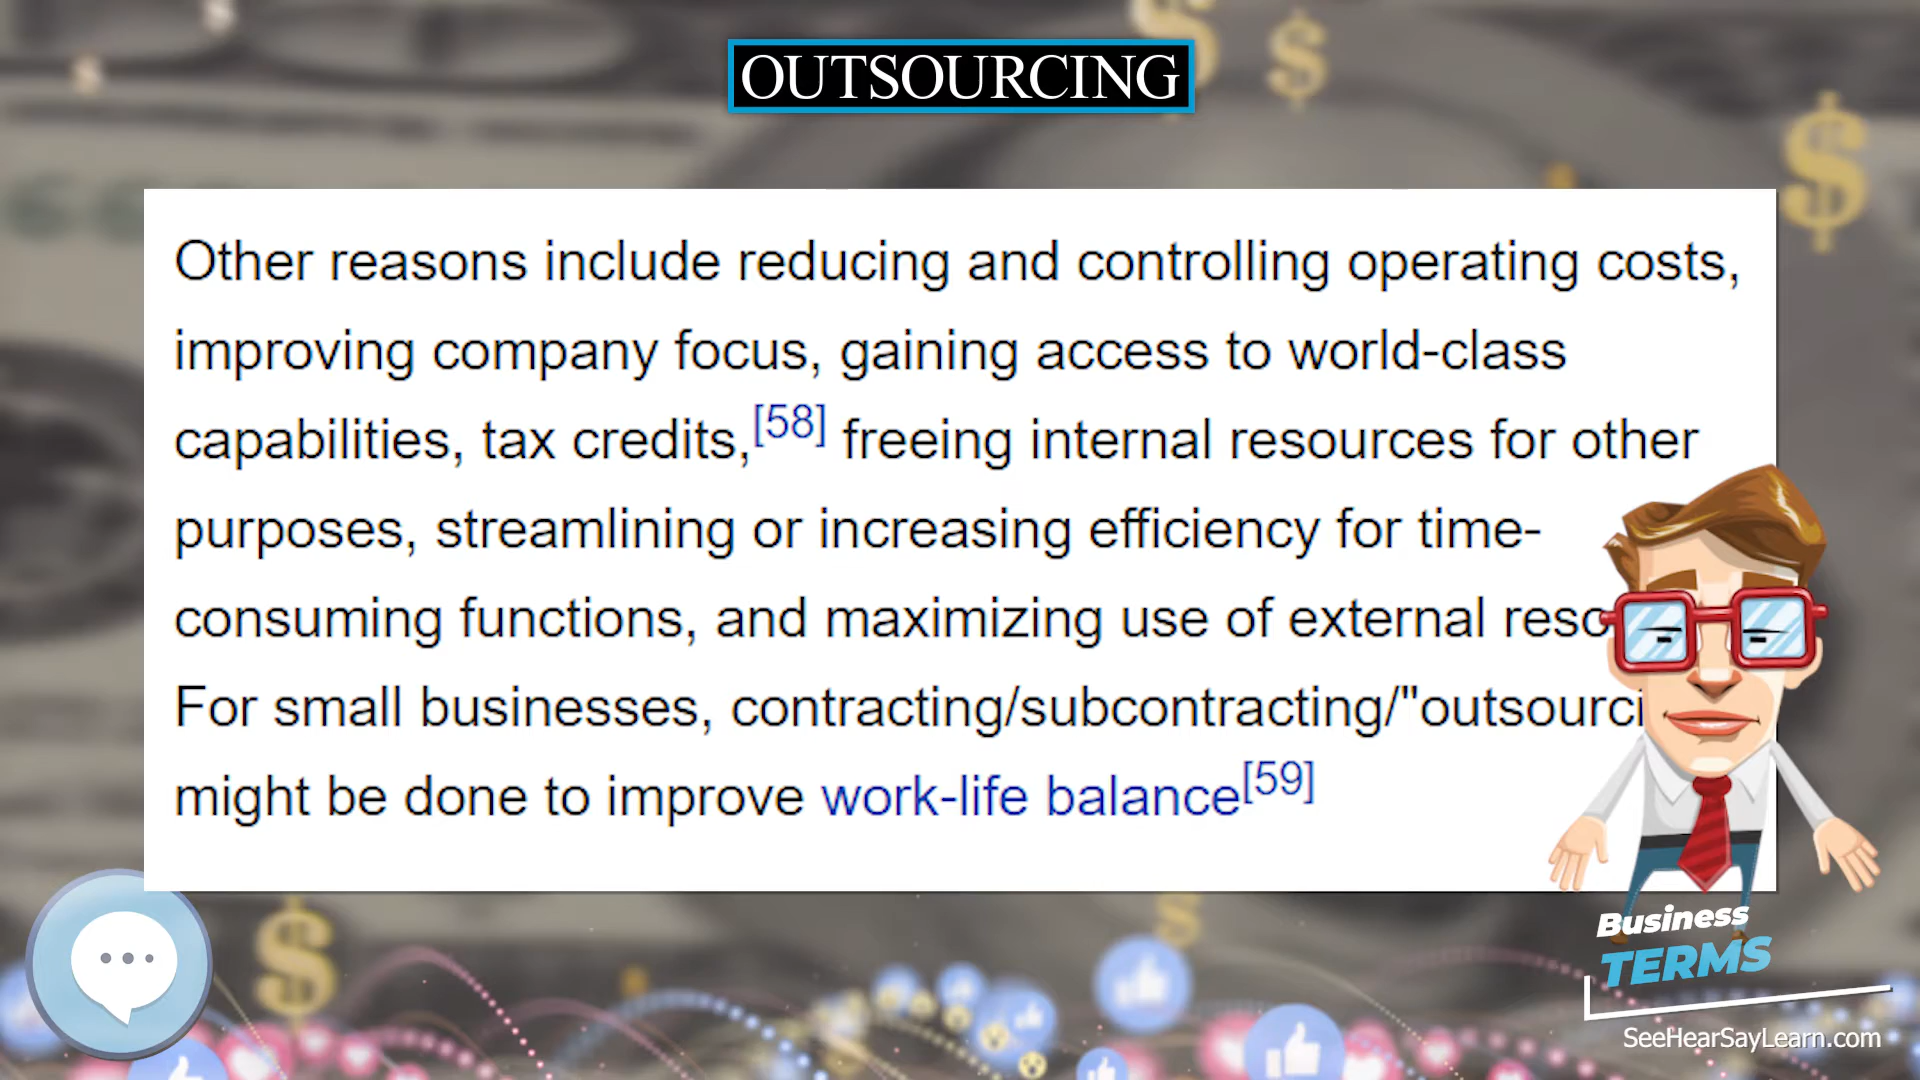 OUTSOURCING
Other reasons include reducing and controlling operating costs,
improving company focus, gaining access to world-class
capabilities, tax credits,[58] freeing internal resources for other
purposes, streamlining or increasing efficiency for time-
consuming functions, and maximizing use of external
For small businesses, contracting/subcontracting/
might be done to improve work-life balance[59]
Business
TERMS
SeeHearSayLearn.com